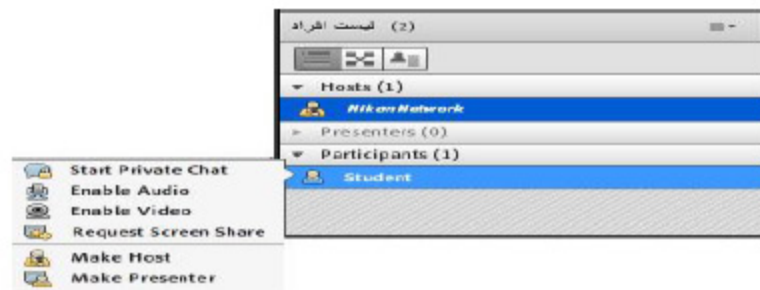 لیست افراد (2)
Hosts (1)
Nikan Network
Presenters (0)
Participants (1)
Student
Start Private Chat
Enable Audio
Enable Video
Request Screen Share
Make Host
Make Presenter